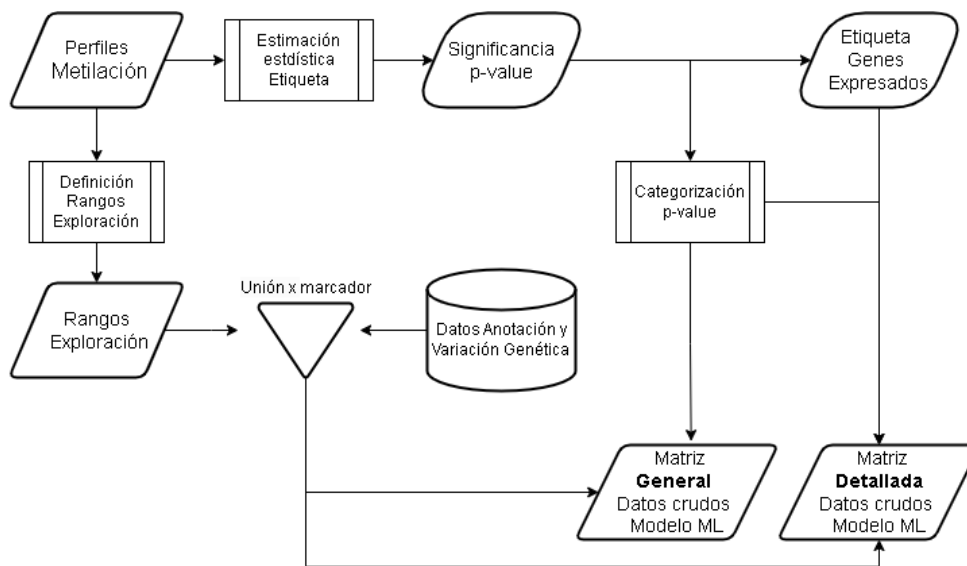 Perfiles
Metilación
Estimación
estdística
Etiqueta
Significancia
p-value
Etiqueta
Genes
Expresados
Definición
Rangos
Exploración
Categorización
p-value
Rangos
Exploración
Unión x marcador
Datos Anotación y
Variación Genética
Matriz
General
Datos crudos
Modelo ML
Matriz
Detallada
Datos crudos
Modelo ML